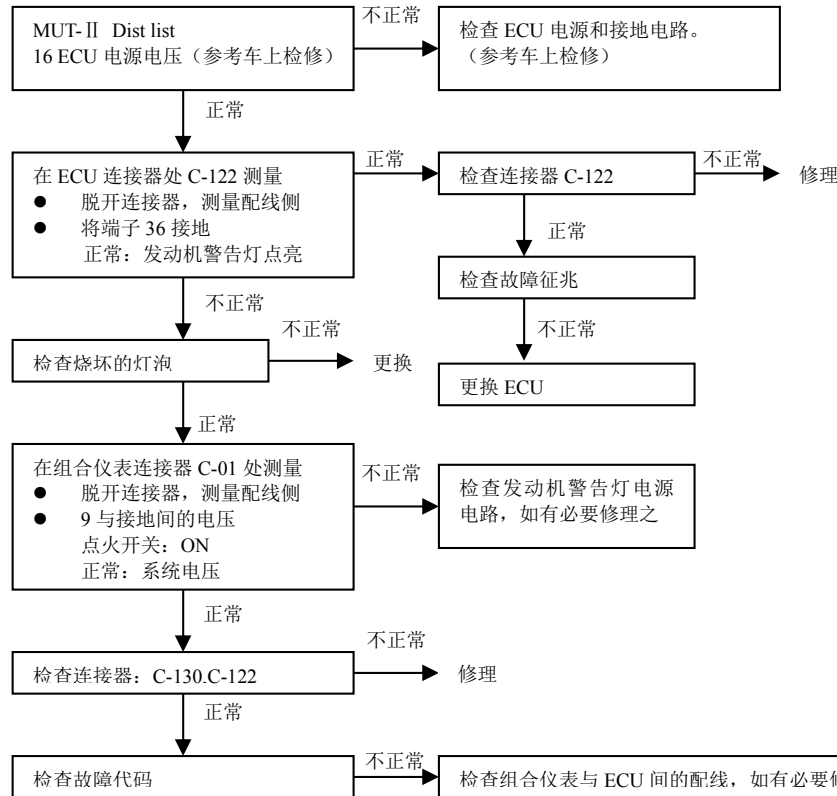 MUT-Ⅱ Dist list
16 ECU 电源电压（参考车上检修）
不正常
检查 ECU 电源和接地电路。
（参考车上检修）
正常
在 ECU 连接器处 C-122 测量
● 脱开连接器，测量配线侧
● 将端子 36 接地
正常：发动机警告灯点亮
正常
检查连接器 C-122
不正常
修理
正常
检查故障征兆
不正常
更换 ECU
不正常
检查烧坏的灯泡
不正常
更换
正常
在组合仪表连接器 C-01 处测量
● 脱开连接器，测量配线侧
● 9 与接地间的电压
点火开关：ON
正常：系统电压
不正常
检查发动机警告灯电源
电路，如有必要修理之
正常
检查连接器：C-130.C-122
不正常
修理
正常
检查故障代码
不正常
检查组合仪表与 ECU 间的配线，如有必要修